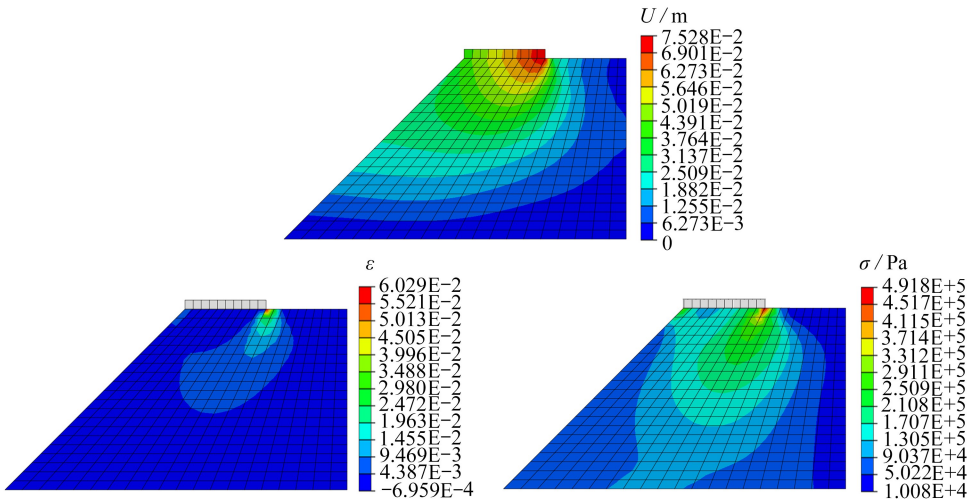 U / m
7.528E−2
6.901E−2
6.273E−2
5.646E−2
5.019E−2
4.391E−2
3.764E−2
3.137E−2
2.509E−2
1.882E−2
1.255E−2
6.273E−3
0
ε
6.029E−2
5.521E−2
5.013E−2
4.505E−2
3.996E−2
3.488E−2
2.980E−2
2.472E−2
1.963E−2
1.455E−2
9.469E−3
4.387E−3
−6.959E−4
σ / Pa
4.918E+5
4.517E+5
4.115E+5
3.714E+5
3.312E+5
2.911E+5
2.509E+5
2.108E+5
1.707E+5
1.305E+5
9.037E+4
5.022E+4
1.008E+4